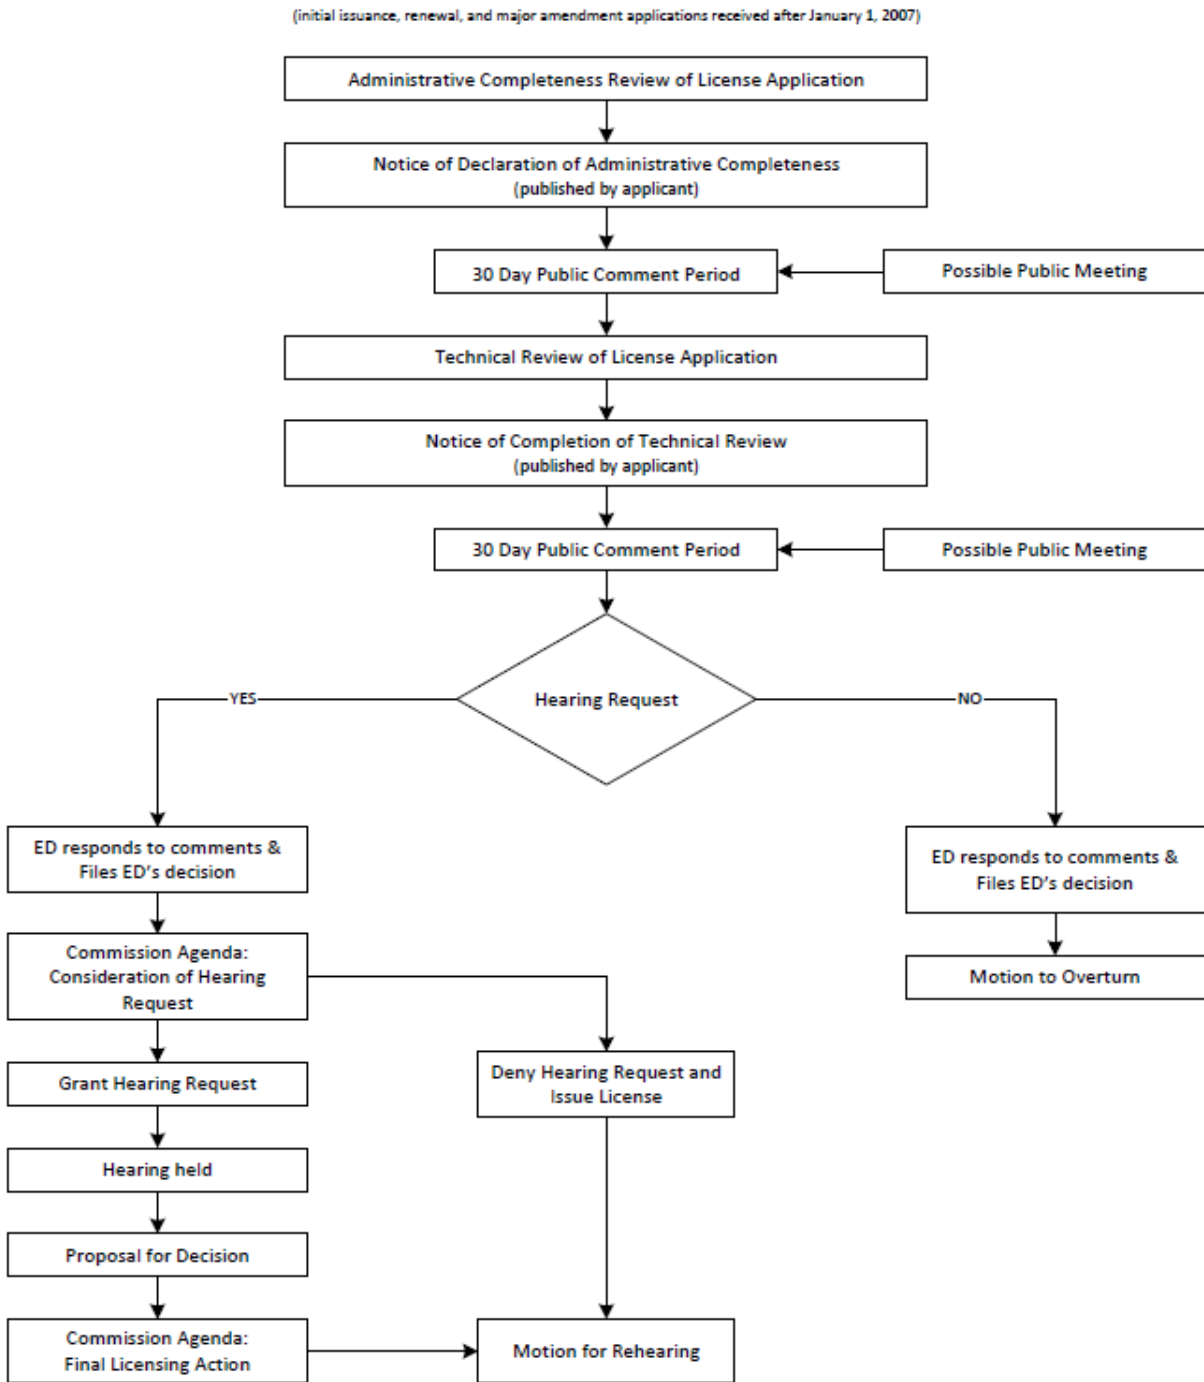 (initial issuance, renewal, and major amendment applications received after January 1, 2007)
Administrative Completeness Review of License Application
Notice of Declaration of Administrative Completeness
(published by applicant)
30 Day Public Comment Period
Possible Public Meeting
Technical Review of License Application
Notice of Completion of Technical Review
(published by applicant)
30 Day Public Comment Period
Possible Public Meeting
Hearing Request
YES
NO
ED responds to comments &
Files ED's decision
ED responds to comments &
Files ED's decision
Commission Agenda:
Consideration of Hearing
Request
Motion to Overturn
Grant Hearing Request
Deny Hearing Request and
Issue License
Hearing held
Proposal for Decision
Commission Agenda:
Final Licensing Action
Motion for Rehearing